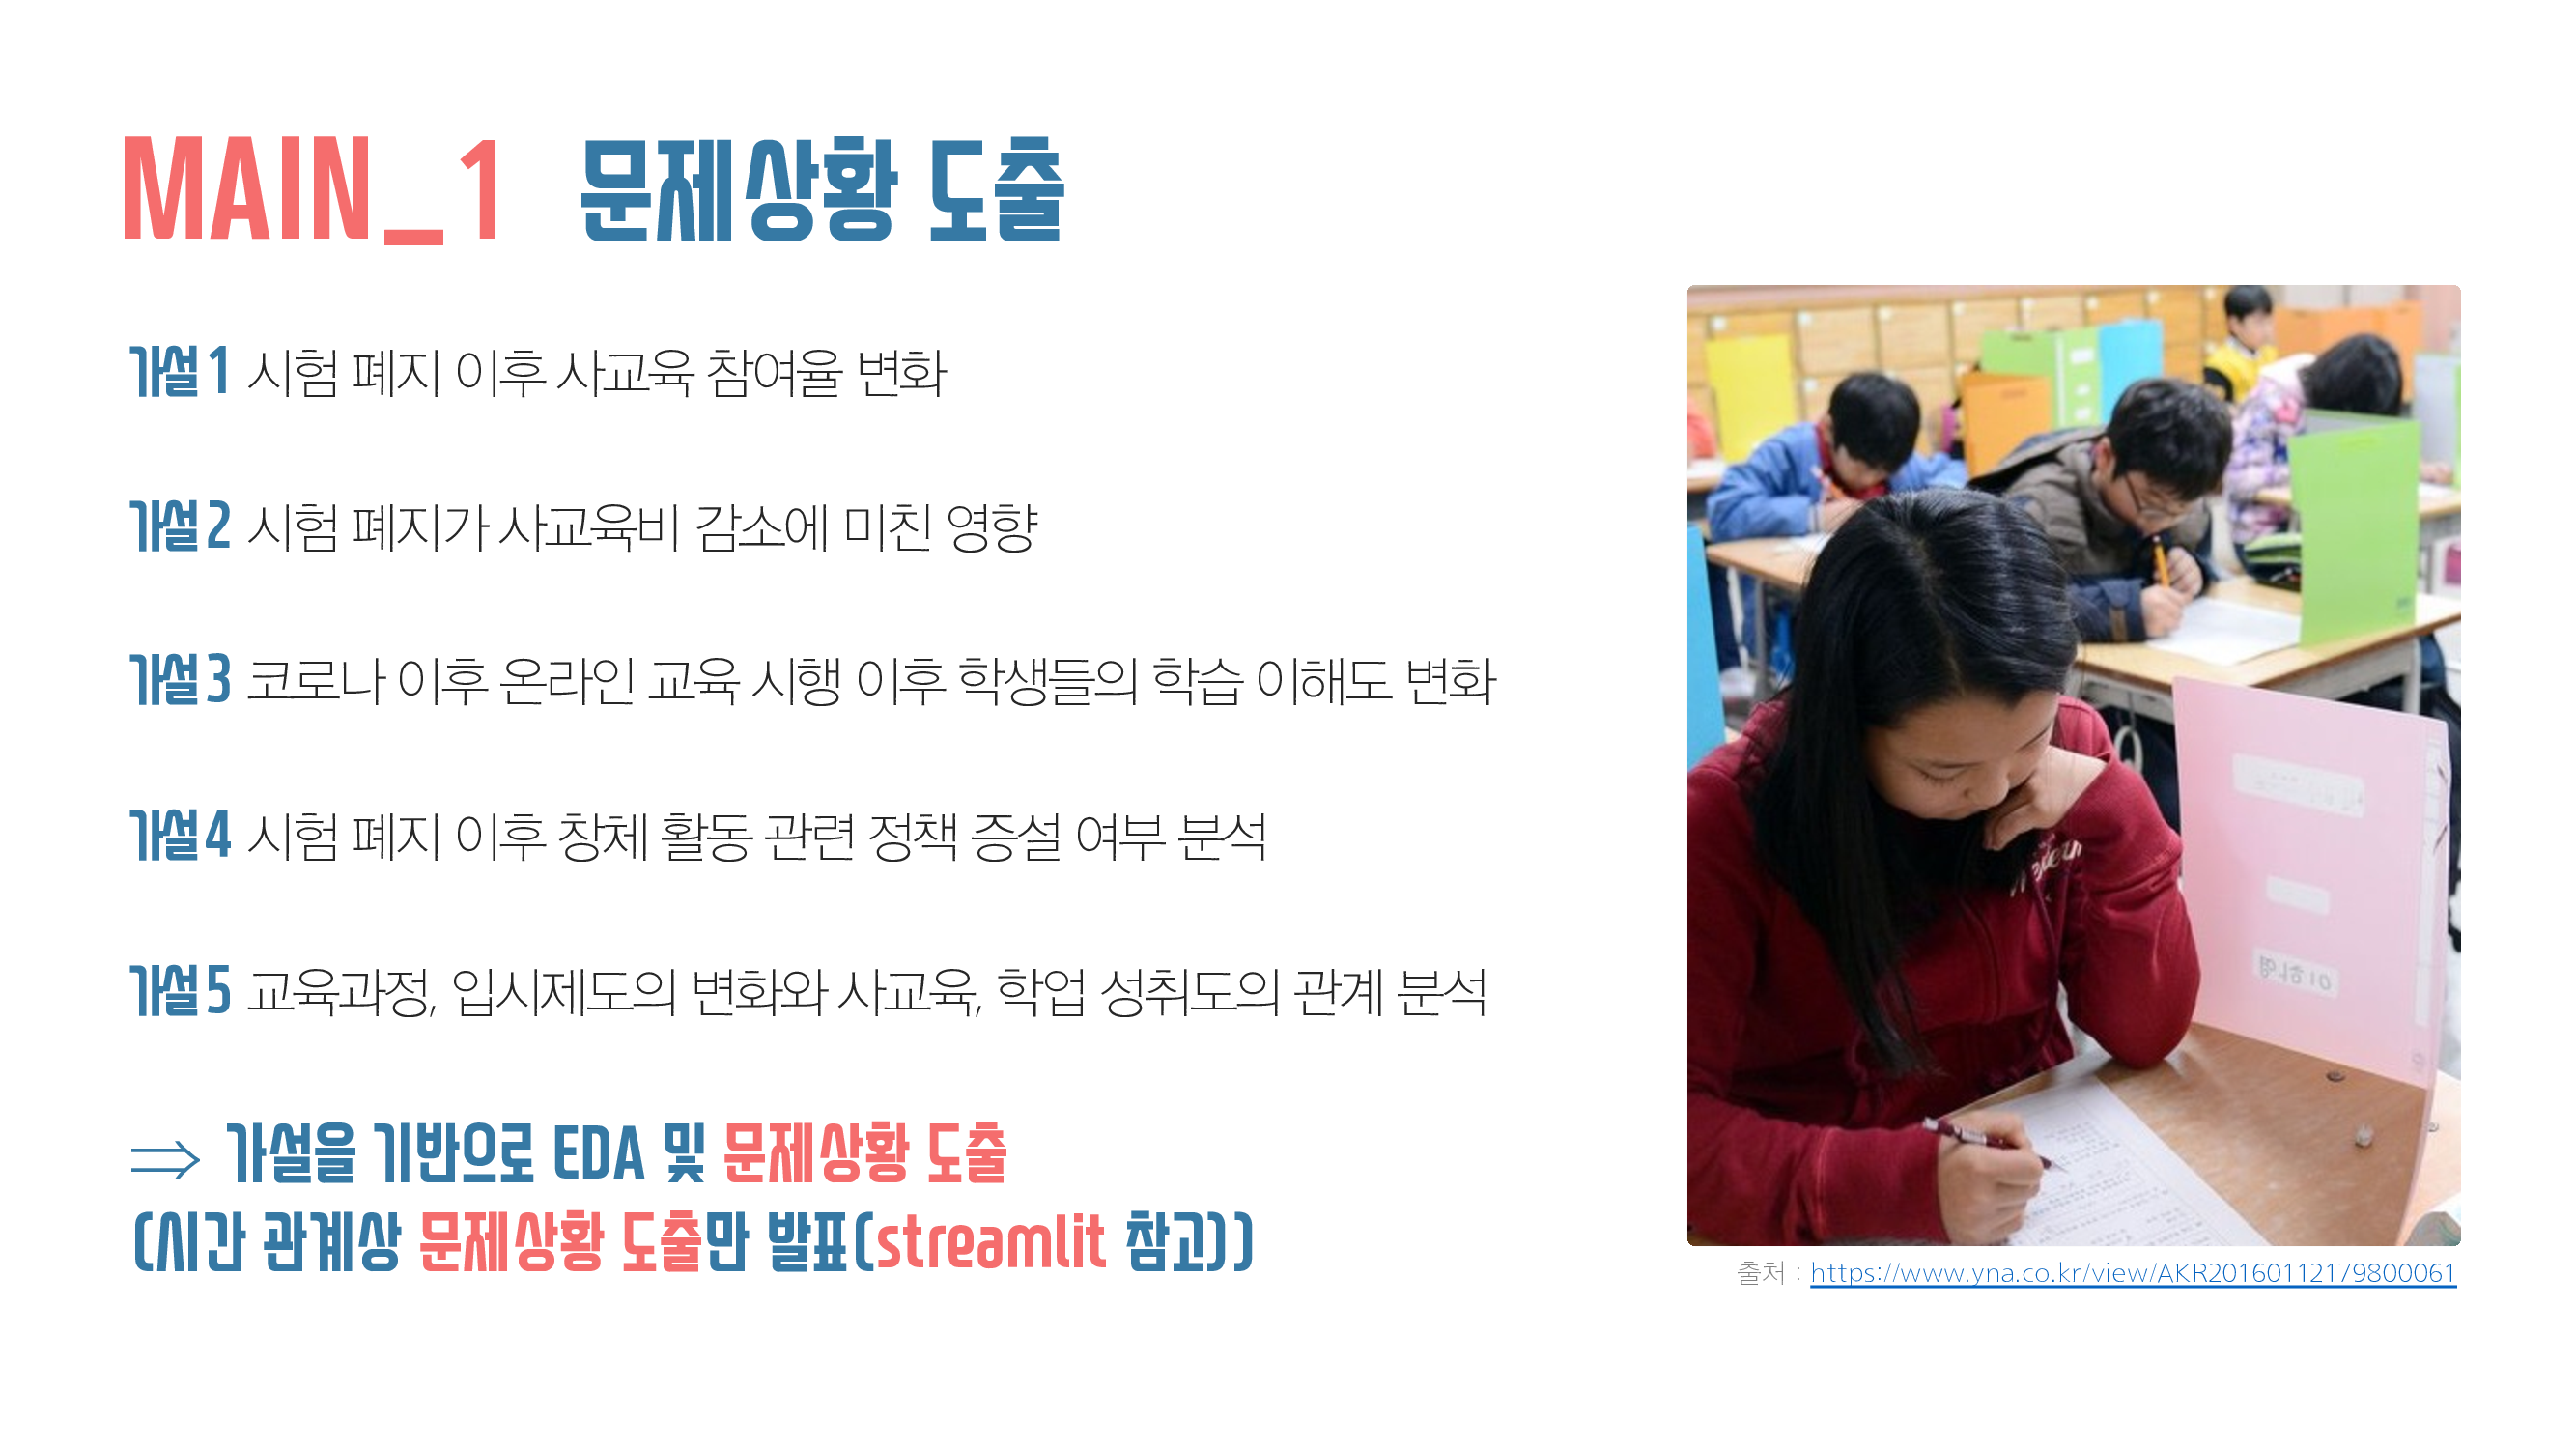 MAIN_1 문제상황 도출
가설 1 시험 폐지 이후 사교육 참여율 변화
가설 2 시험 폐지가 사교육비 감소에 미친 영향
가설 3 코로나 이후 온라인 교육 시행 이후 학생들의 학습 이해도 변화
가설 4 시험 폐지 이후 창체 활동 관련 정책 증설 여부 분석
가설 5 교육과정, 입시제도의 변화와 사교육, 학업 성취도의 관계 분석
⇒ 가설을 기반으로 EDA 및 문제상황 도출
(시간 관계상 문제상황 도출만 발표(streamlit 참고))
출처 : https://www.yna.co.kr/view/AKR20160112179800061